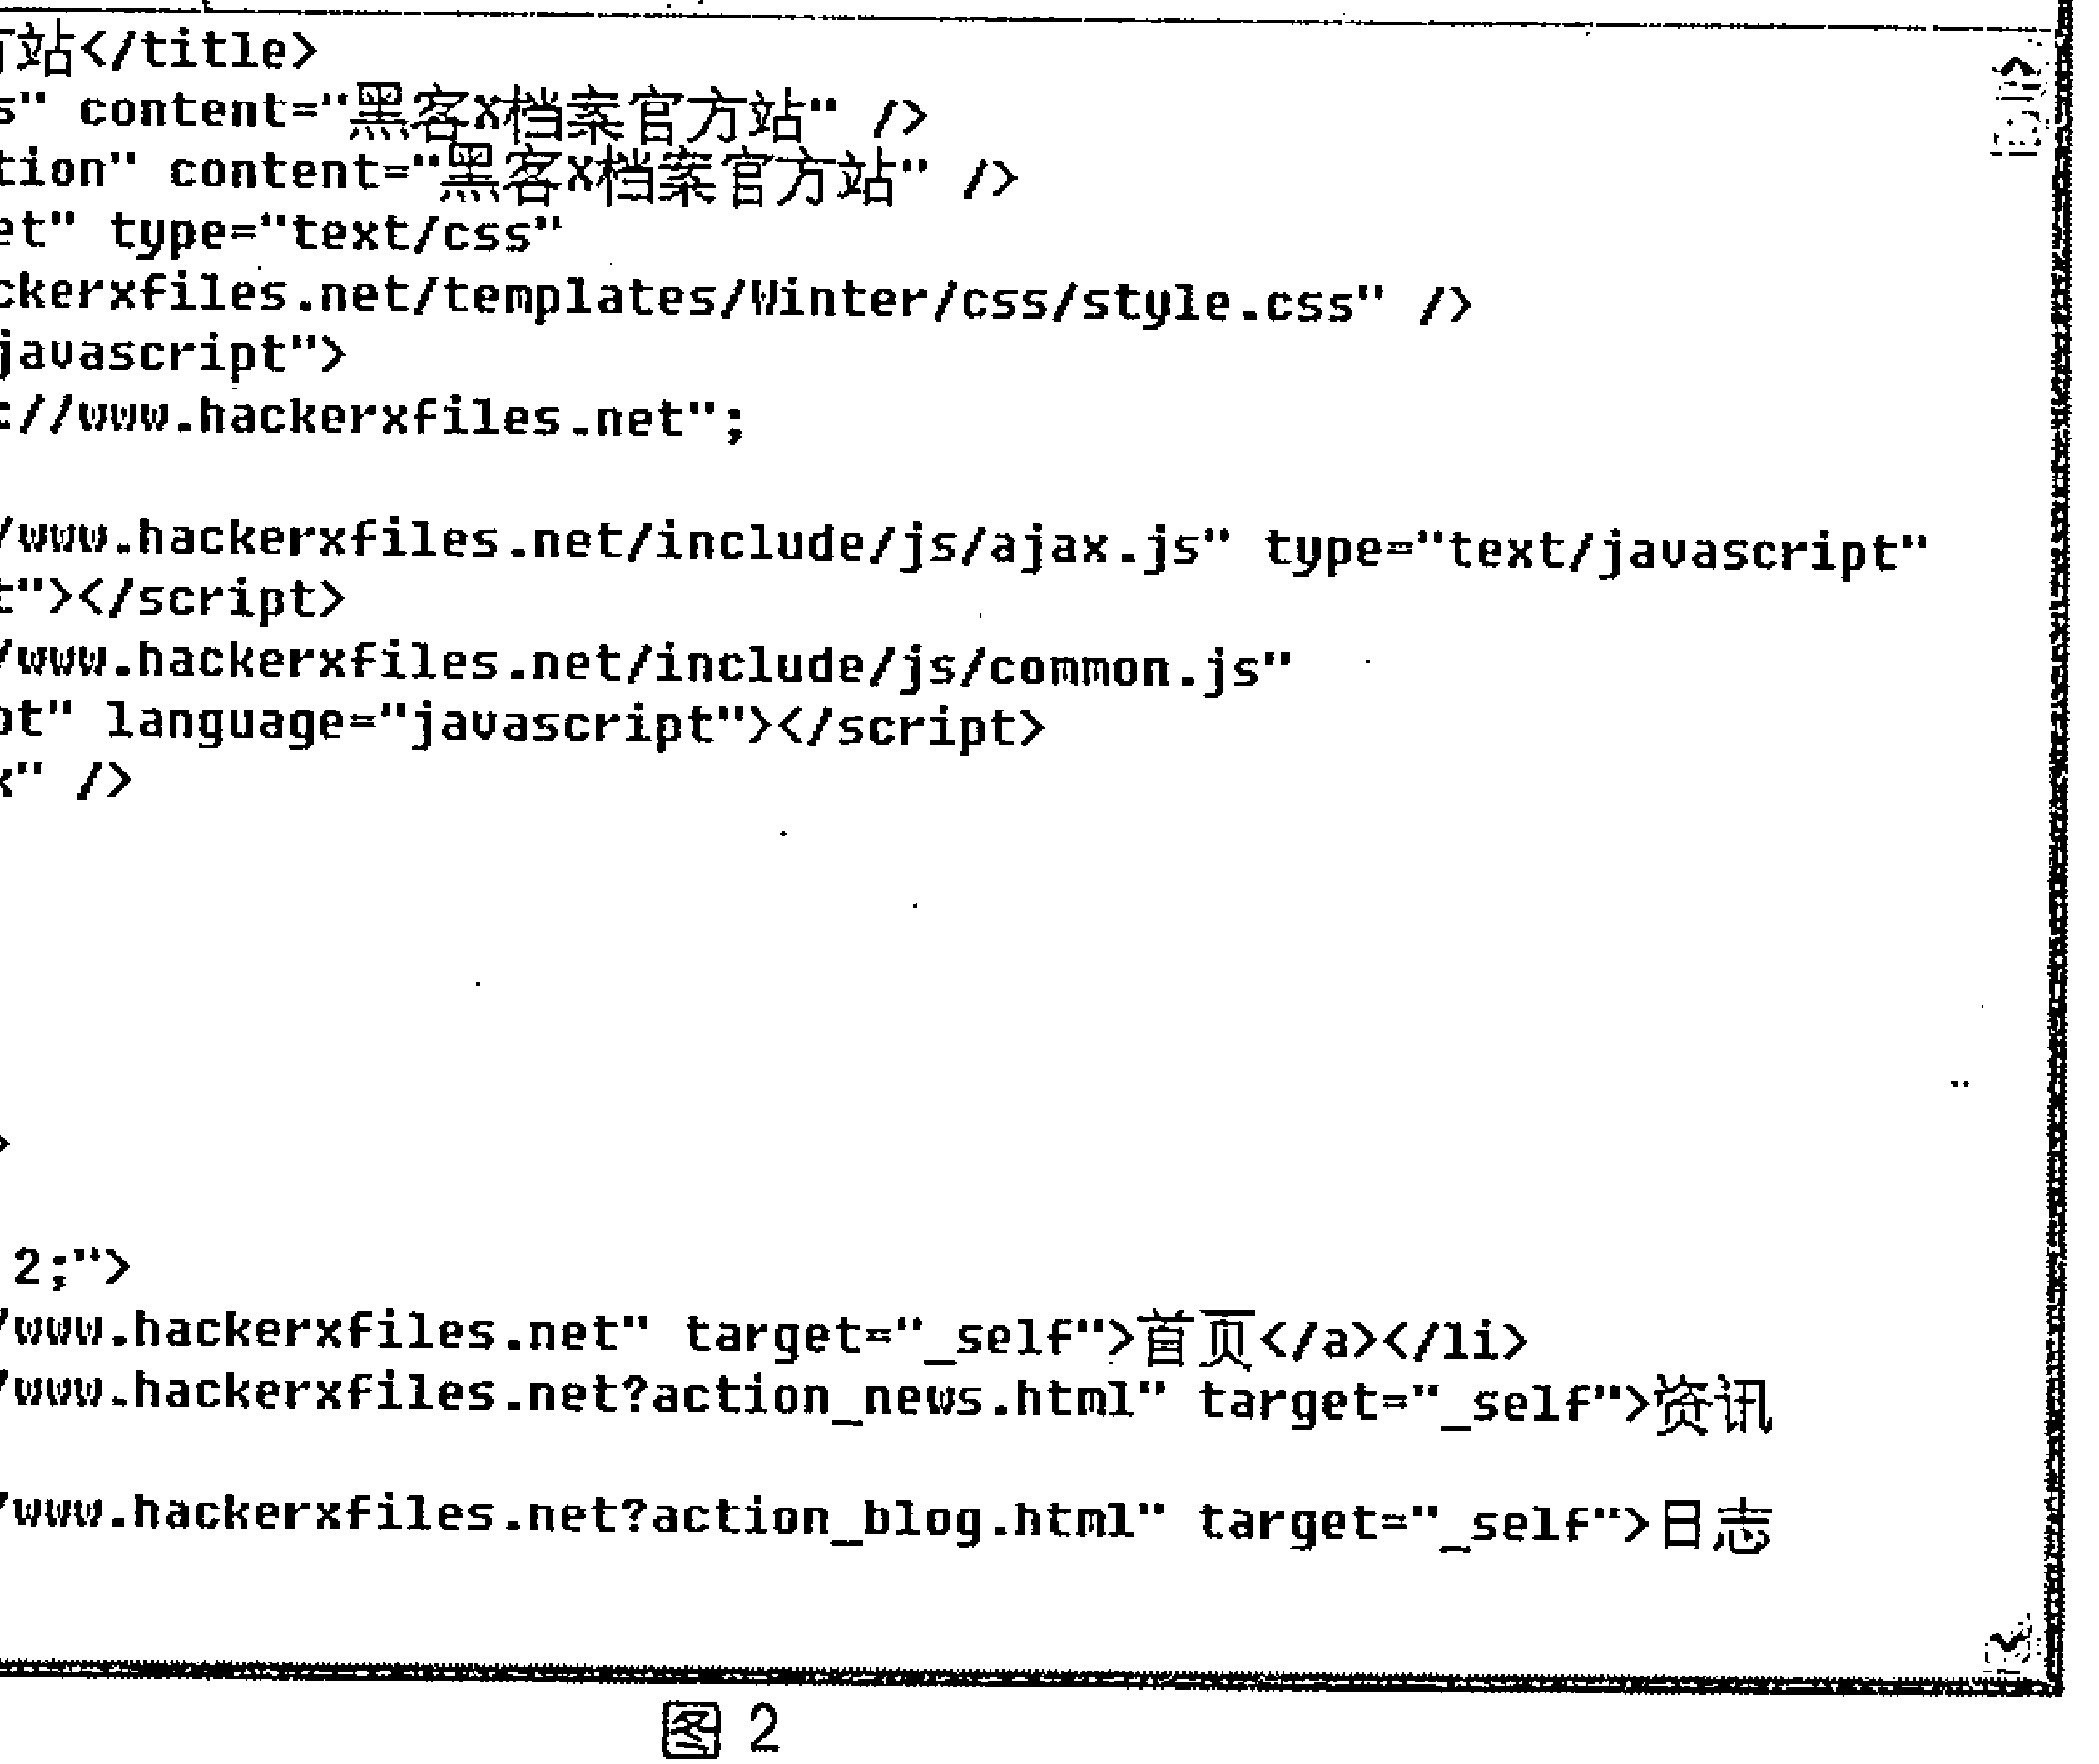 站</title>
s" content="黑客X档案官方站" />
tion" content="黑客X档案官方站" />
et" type="text/css"
ckerxfiles.net/templates/Winter/css/style.css" />
javascript">
://www.hackerxfiles.net";
/www.hackerxfiles.net/include/js/ajax.js" type="text/javascript"
t"></script>
/www.hackerxfiles.net/include/js/common.js"
pt" language="javascript"></script>
x" />
>
2;">
/www.hackerxfiles.net" target="_self">首页</a></li>
/www.hackerxfiles.net?action_news.html" target="_self">资讯
/www.hackerxfiles.net?action_blog.html" target="_self">日志
图 2